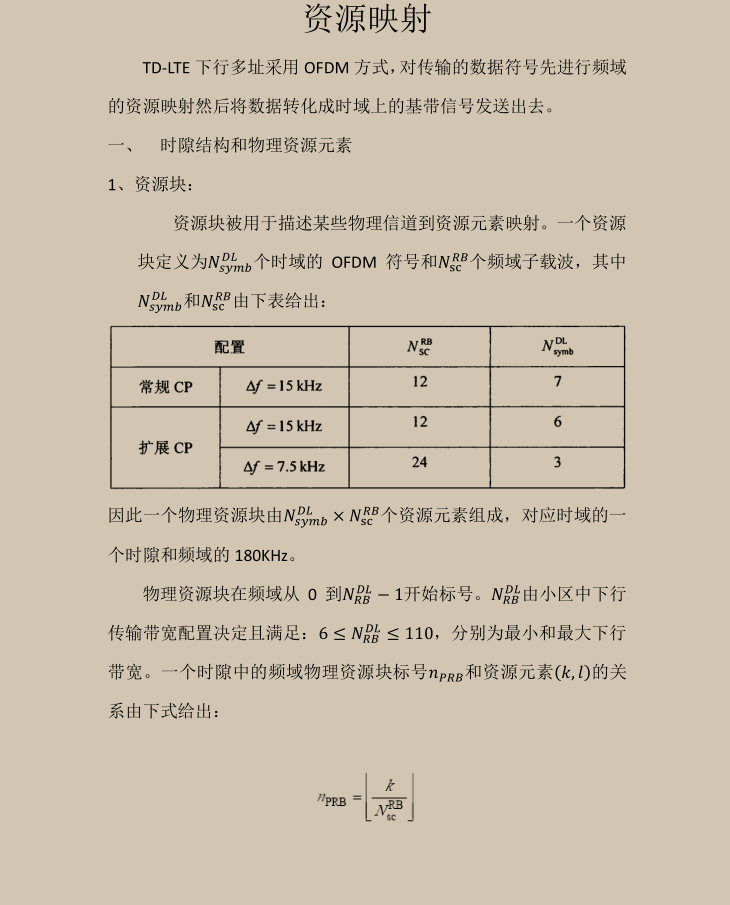 资源映射
TD-LTE 下行多址采用 OFDM 方式，对传输的数据符号先进行频域
的资源映射然后将数据转化成时域上的基带信号发送出去。
一、 时隙结构和物理资源元素
1、资源块：
资源块被用于描述某些物理信道到资源元素映射。一个资源
块定义为$N_{symb}^{DL}$个时域的 OFDM 符号和$N_{sc}^{RB}$个频域子载波，其中
$N_{symb}^{DL}$和$N_{sc}^{RB}$由下表给出：
配置 $N_{SC}^{RB}$ $N_{symb}^{DL}$
常规 CP Δf = 15 kHz 12 7
扩展 CP Δf = 15 kHz 12 6
Δf = 7.5 kHz 24 3
因此一个物理资源块由$N_{symb}^{DL} × N_{sc}^{RB}$个资源元素组成，对应时域的一
个时隙和频域的 180KHz。
物理资源块在频域从 0 到$N_{RB}^{DL} − 1$开始标号。$N_{RB}^{DL}$由小区中下行
传输带宽配置决定且满足：$6 ≤ N_{RB}^{DL} ≤ 110$，分别为最小和最大下行
带宽。一个时隙中的频域物理资源块标号$n_{PRB}$和资源元素$(k, l)$的关
系由下式给出：
$n_{PRB} = \left\lfloor \frac{k}{N_{sc}^{RB}} \right\rfloor$